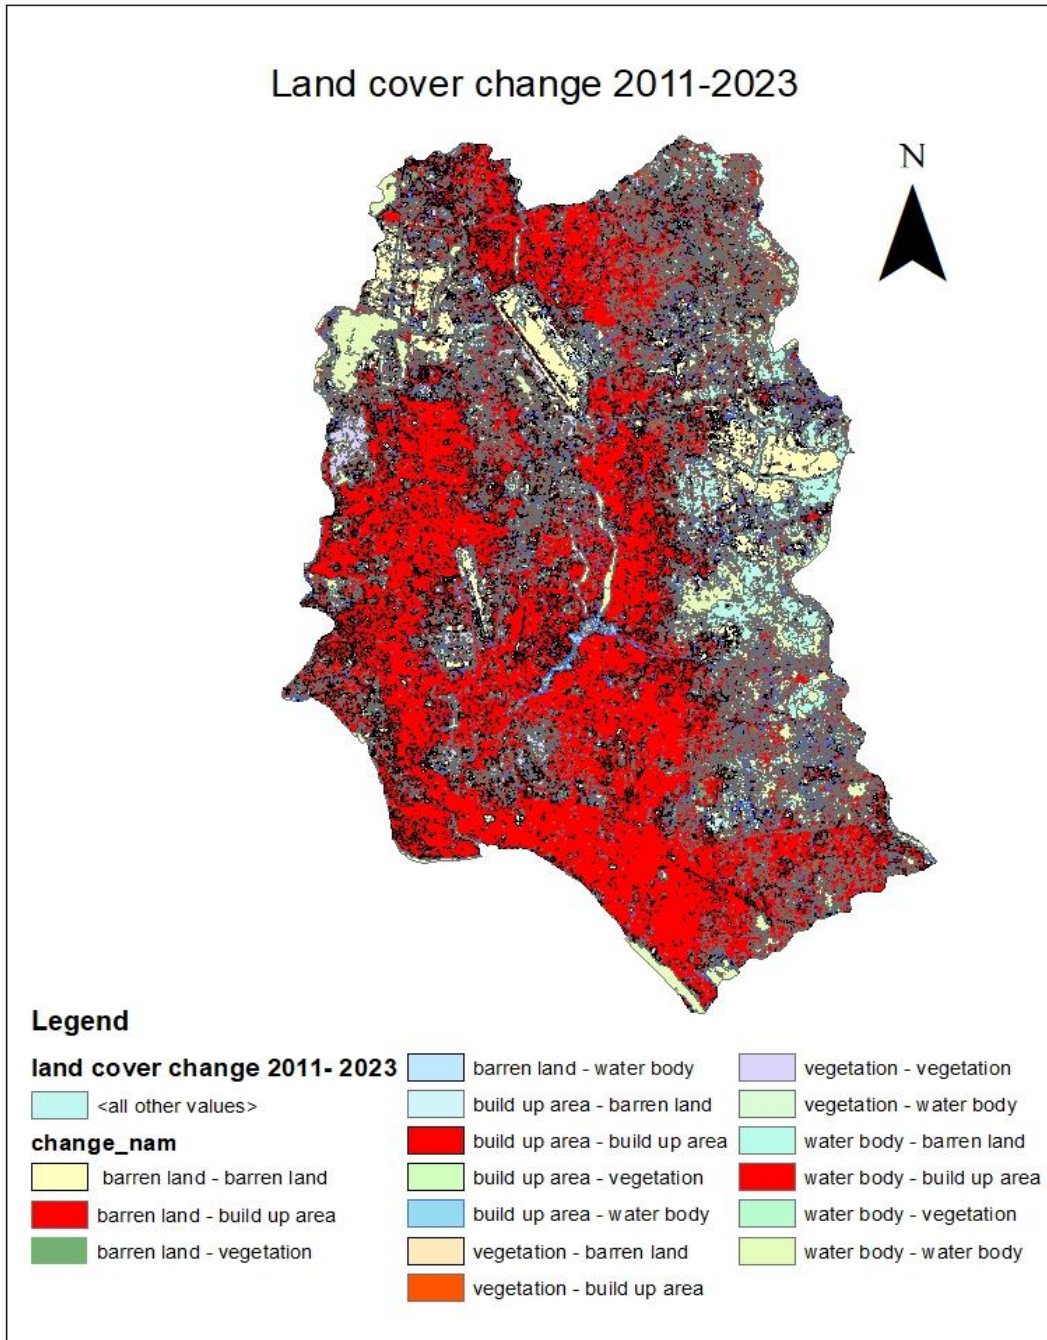 Land cover change 2011-2023
N
Legend
land cover change 2011- 2023
<all other values>
change_nam
barren land - barren land
barren land - build up area
barren land - vegetation
barren land - water body
build up area - barren land
build up area - build up area
build up area - vegetation
build up area - water body
vegetation - barren land
vegetation - build up area
vegetation - vegetation
vegetation - water body
water body - barren land
water body - build up area
water body - vegetation
water body - water body